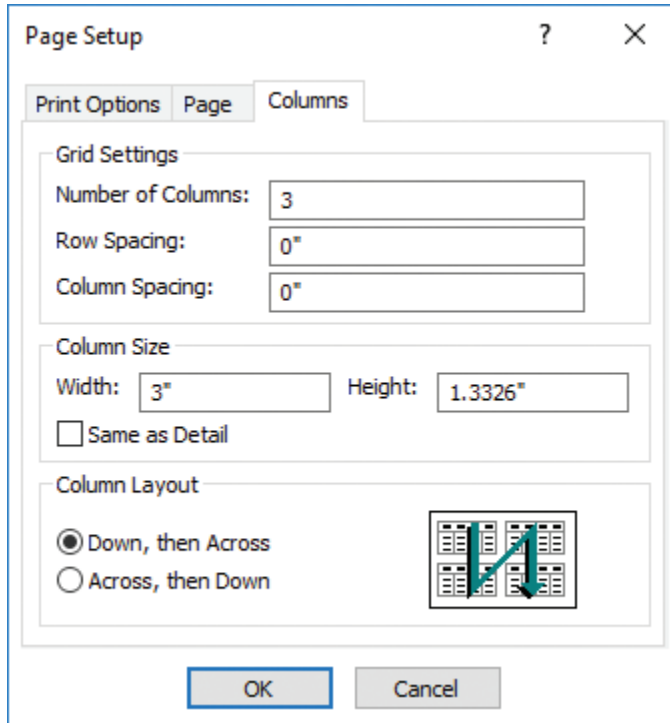 Page Setup ?
Print Options Page Columns
Grid Settings
Number of Columns: 3
Row Spacing: 0"
Column Spacing: 0"
Column Size
Width: 3" Height: 1.3326"
Same as Detail
Column Layout
Down, then Across
Across, then Down
OK Cancel